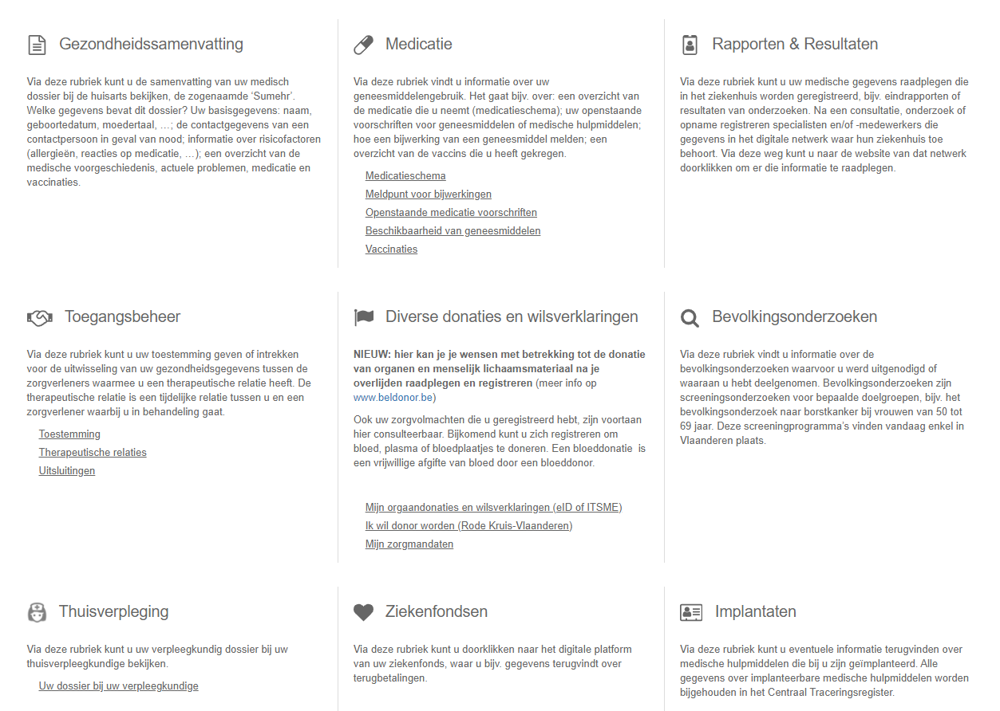 Gezondheidssamenvatting
Via deze rubriek kunt u de samenvatting van uw medisch
dossier bij de huisarts bekijken, de zogenaamde ‘Sumehr’.
Welke gegevens bevat dit dossier? Uw basisgegevens: naam,
geboortedatum, moedertaal, …; de contactgegevens van een
contactpersoon in geval van nood; informatie over risicofactoren
(allergieën, reacties op medicatie, …); een overzicht van de
medische voorgeschiedenis, actuele problemen, medicatie en
vaccinaties.
Medicatie
Via deze rubriek vindt u informatie over uw
geneesmiddelengebruik. Het gaat bijv. over: een overzicht van
de medicatie die u neemt (medicatieschema); uw openstaande
voorschriften voor geneesmiddelen of medische hulpmiddelen;
hoe een bijwerking van een geneesmiddel melden; een
overzicht van de vaccins die u heeft gekregen.
Medicatieschema
Meldpunt voor bijwerkingen
Openstaande medicatie voorschriften
Beschikbaarheid van geneesmiddelen
Vaccinaties
Rapporten & Resultaten
Via deze rubriek kunt u uw medische gegevens raadplegen die
in het ziekenhuis worden geregistreerd, bijv. eindrapporten of
resultaten van onderzoeken. Na een consultatie, onderzoek of
opname registreren specialisten en/of -medewerkers die
gegevens in het digitale netwerk waar hun ziekenhuis toe
behoort. Via deze weg kunt u naar de website van dat netwerk
doorklikken om er die informatie te raadplegen.
Toegangsbeheer
Via deze rubriek kunt u uw toestemming geven of intrekken
voor de uitwisseling van uw gezondheidsgegevens tussen de
zorgverleners waarmee u een therapeutische relatie heeft. De
therapeutische relatie is een tijdelijke relatie tussen u en een
zorgverlener waarbij u in behandeling gaat.
Toestemming
Therapeutische relaties
Uitsluitingen
Diverse donaties en wilsverklaringen
NIEUW: hier kan je je wensen met betrekking tot de donatie
van organen en menselijk lichaamsmateriaal na je
overlijden raadplegen en registreren (meer info op
www.beldonor.be)
Ook uw zorgvolmachten die u geregistreerd hebt, zijn voortaan
hier consulteerbaar. Bijkomend kunt u zich registreren om
bloed, plasma of bloedplaatjes te doneren. Een bloeddonatie  is
een vrijwillige afgifte van bloed door een bloeddonor.
Mijn orgaandonaties en wilsverklaringen (eID of ITSME)
Ik wil donor worden (Rode Kruis-Vlaanderen)
Mijn zorgmandaten
Bevolkingsonderzoeken
Via deze rubriek vindt u informatie over de
bevolkingsonderzoeken waarvoor u werd uitgenodigd of
waaraan u hebt deelgenomen. Bevolkingsonderzoeken zijn
screeningsonderzoeken voor bepaalde doelgroepen, bijv. het
bevolkingsonderzoek naar borstkanker bij vrouwen van 50 tot
69 jaar. Deze screeningprogramma’s vinden vandaag enkel in
Vlaanderen plaats.
Thuisverpleging
Via deze rubriek kunt u uw verpleegkundig dossier bij uw
thuisverpleegkundige bekijken.
Uw dossier bij uw verpleegkundige
Ziekenfondsen
Via deze rubriek kunt u doorklikken naar het digitale platform
van uw ziekenfonds, waar u bijv. gegevens terugvindt over
terugbetalingen.
Implantaten
Via deze rubriek kunt u eventuele informatie terugvinden over
medische hulpmiddelen die bij u zijn geïmplanteerd. Alle
gegevens over implanteerbare medische hulpmiddelen worden
bijgehouden in het Centraal Traceringsregister.